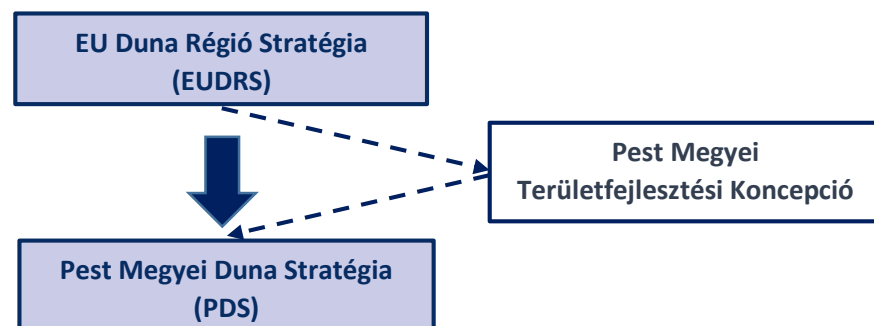 EU Duna Régió Stratégia
(EUDRS)
Pest Megyei
Területfejlesztési Koncepció
Pest Megyei Duna Stratégia
(PDS)